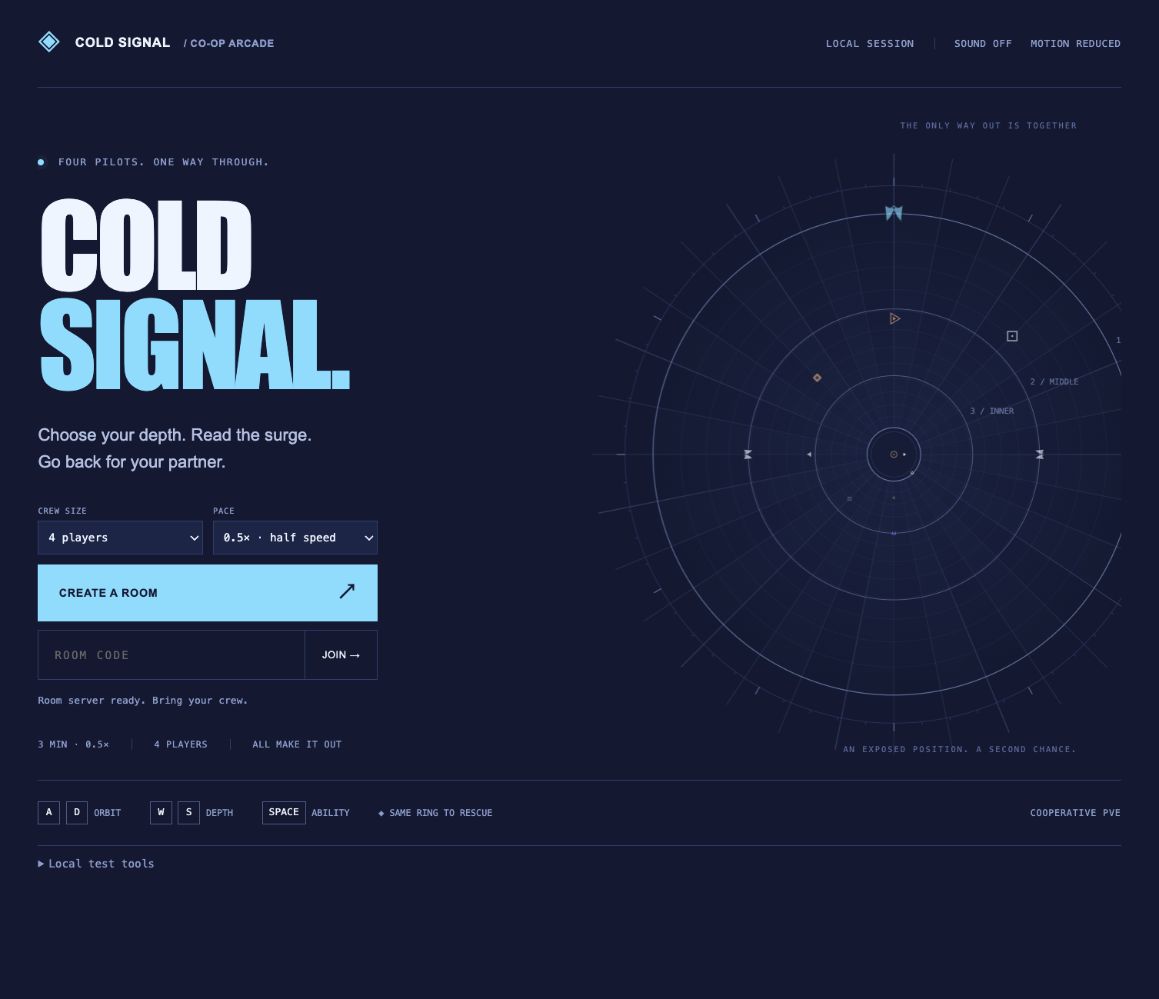 COLD SIGNAL / CO-OP ARCADE
LOCAL SESSION SOUND OFF MOTION REDUCED
THE ONLY WAY OUT IS TOGETHER
FOUR PILOTS. ONE WAY THROUGH.
COLD
SIGNAL.
Choose your depth. Read the surge.
Go back for your partner.
CREW SIZE PACE
4 players 0.5× · half speed
CREATE A ROOM ↗
ROOM CODE JOIN →
Room server ready. Bring your crew.
3 MIN · 0.5× 4 PLAYERS ALL MAKE IT OUT
1
2 / MIDDLE
3 / INNER
AN EXPOSED POSITION. A SECOND CHANCE.
A D ORBIT W S DEPTH SPACE ABILITY ◆ SAME RING TO RESCUE COOPERATIVE PVE
▶ Local test tools